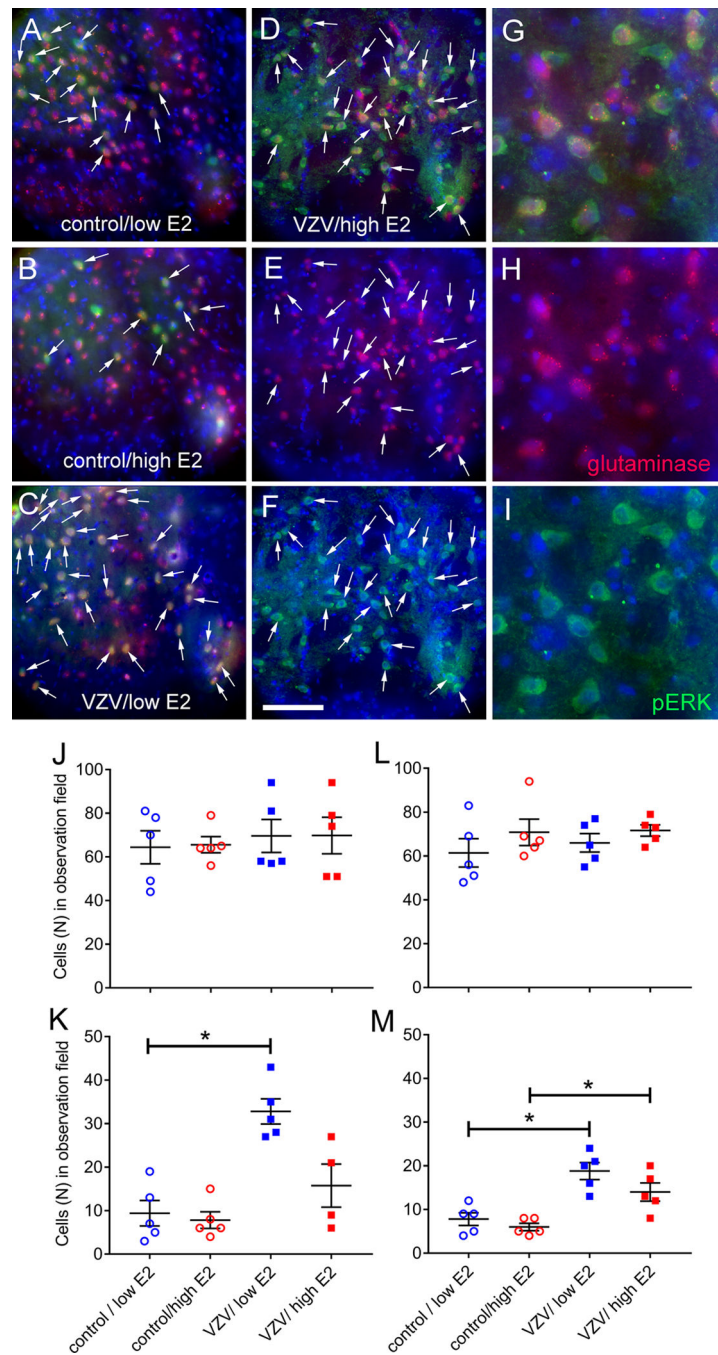 A
D
G
control/low E2
VZV/high E2
B
E
H
control/high E2
glutaminase
C
F
I
VZV/low E2
pERK
J
L
Cells (N) in observation field
100
80
60
40
20
0
100
80
60
40
20
0
K
M
Cells (N) in observation field
50
40
30
20
10
0
*
50
40
30
20
10
0
*
*
control / low E2
control/high E2
VZV/ low E2
VZV/ high E2
control / low E2
control/high E2
VZV/ low E2
VZV/ high E2